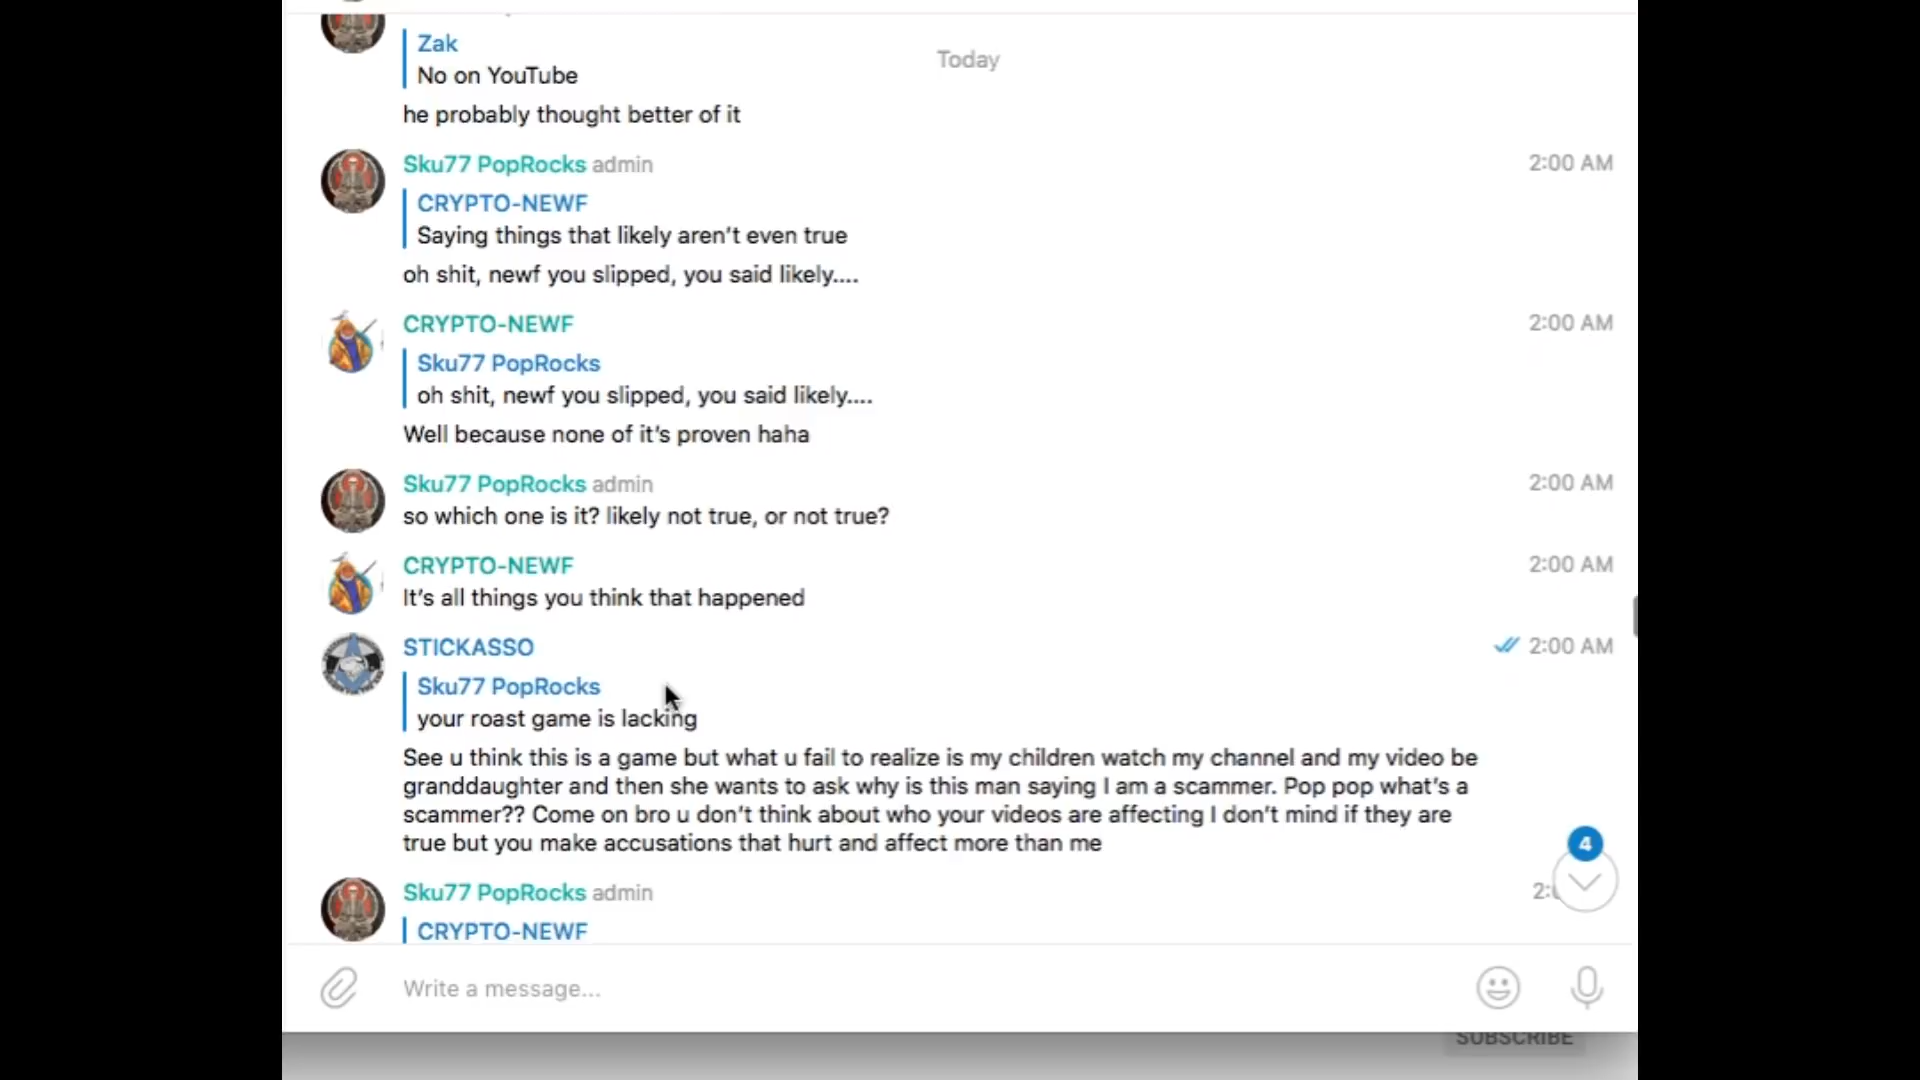 Zak
Today
No on YouTube
he probably thought better of it
Sku77 PopRocks admin
2:00 AM
CRYPTO-NEWF
Saying things that likely aren't even true
oh shit, newf you slipped, you said likely....
CRYPTO-NEWF
2:00 AM
Sku77 PopRocks
oh shit, newf you slipped, you said likely....
Well because none of it's proven haha
Sku77 PopRocks admin
2:00 AM
so which one is it? likely not true, or not true?
CRYPTO-NEWF
2:00 AM
It's all things you think that happened
STICKASSO
2:00 AM
Sku77 PopRocks
your roast game is lacking
See u think this is a game but what u fail to realize is my children watch my channel and my video be
granddaughter and then she wants to ask why is this man saying I am a scammer. Pop pop what's a
scammer?? Come on bro u don't think about who your videos are affecting I don't mind if they are
true but you make accusations that hurt and affect more than me
4
Sku77 PopRocks admin
CRYPTO-NEWF
Write a message...
SUBSCRIBE